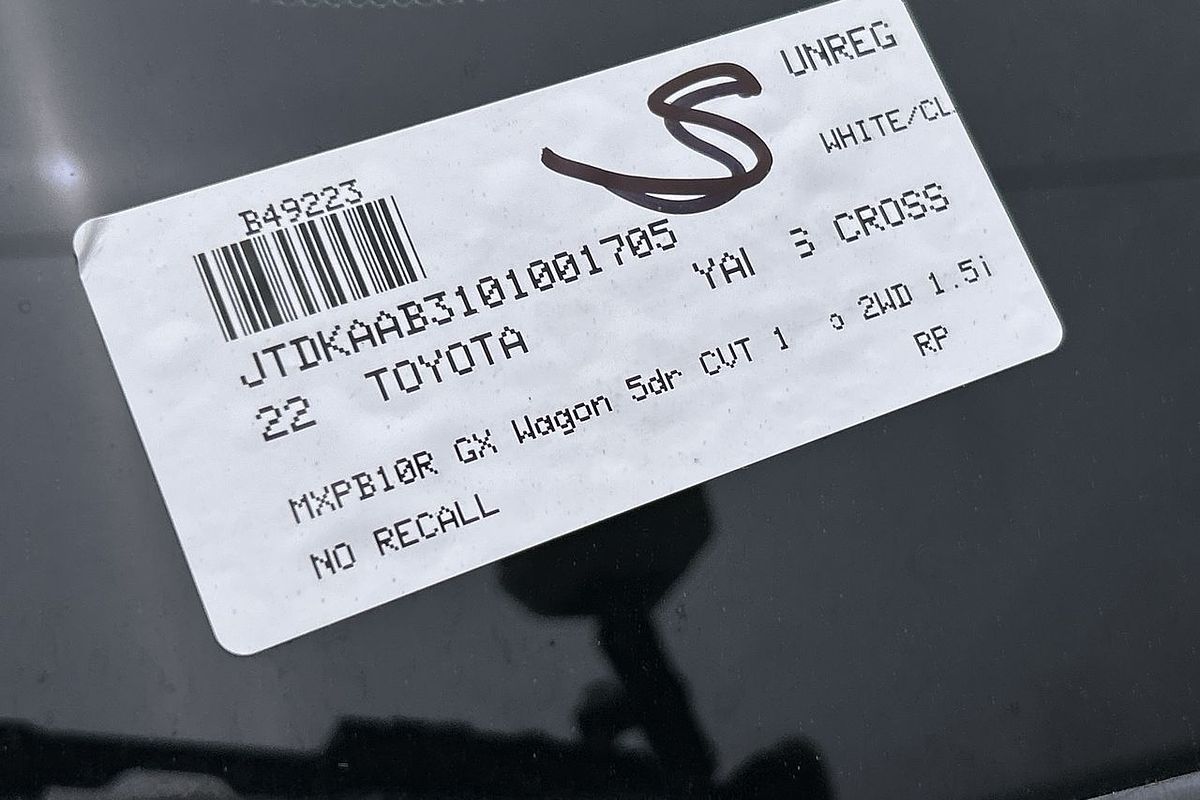 S
UNREG
WHITE/CL
B49223
JTDKAAB3101001705
22 TOYOTA YAI S CROSS
MXPB10R GX Wagon 5dr CVT 1 o 2WD 1.5i
NO RECALL RP